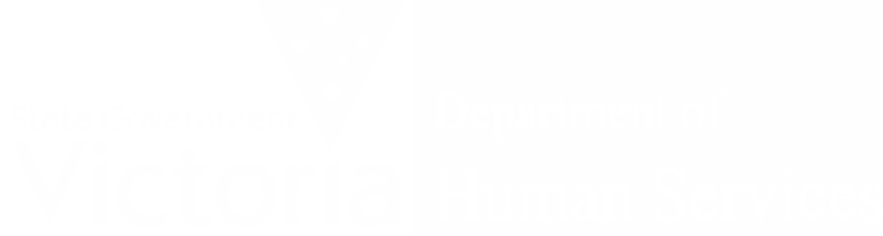 State Government
Victoria
Department of
Human Services